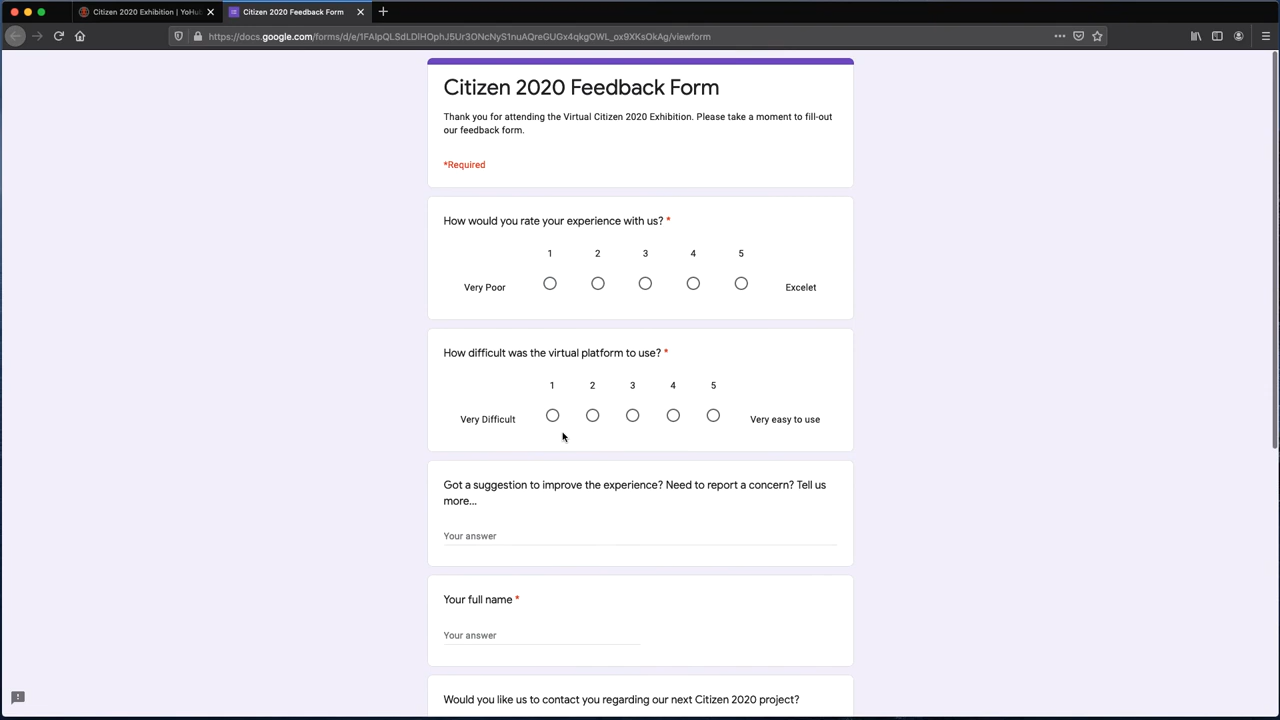 Citizen 2020 Exhibition | YoHu
Citizen 2020 Feedback Form
https://docs.google.com/forms/d/e/1FAIpQLSdLDlHOphJ5Ur3ONcNyS1nuAQreGUGx4qkgOWL_ox9XKsOkAg/viewform
Citizen 2020 Feedback Form
Thank you for attending the Virtual Citizen 2020 Exhibition. Please take a moment to fill-out
our feedback form.
*Required
How would you rate your experience with us? *
1 2 3 4 5
Very Poor Excelet
How difficult was the virtual platform to use? *
1 2 3 4 5
Very Difficult Very easy to use
Got a suggestion to improve the experience? Need to report a concern? Tell us
more...
Your answer
Your full name *
Your answer
Would you like us to contact you regarding our next Citizen 2020 project?